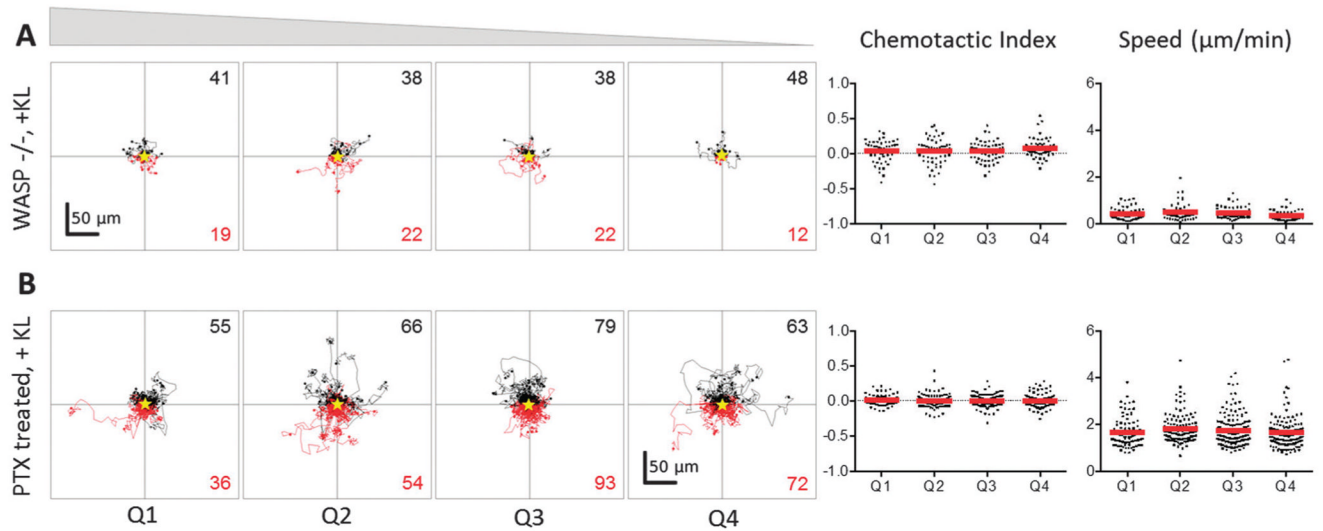 A
WASP -/-, +KL
41
38
38
48
50 μm
19
22
22
12
Chemotactic Index
1.0
0.5
0.0
-0.5
-1.0
Q1 Q2 Q3 Q4
Speed (μm/min)
6
4
2
0
Q1 Q2 Q3 Q4
B
PTX treated, + KL
55
66
79
63
50 μm
36
54
93
72
Q1
Q2
Q3
Q4
1.0
0.5
0.0
-0.5
-1.0
Q1 Q2 Q3 Q4
6
4
2
0
Q1 Q2 Q3 Q4